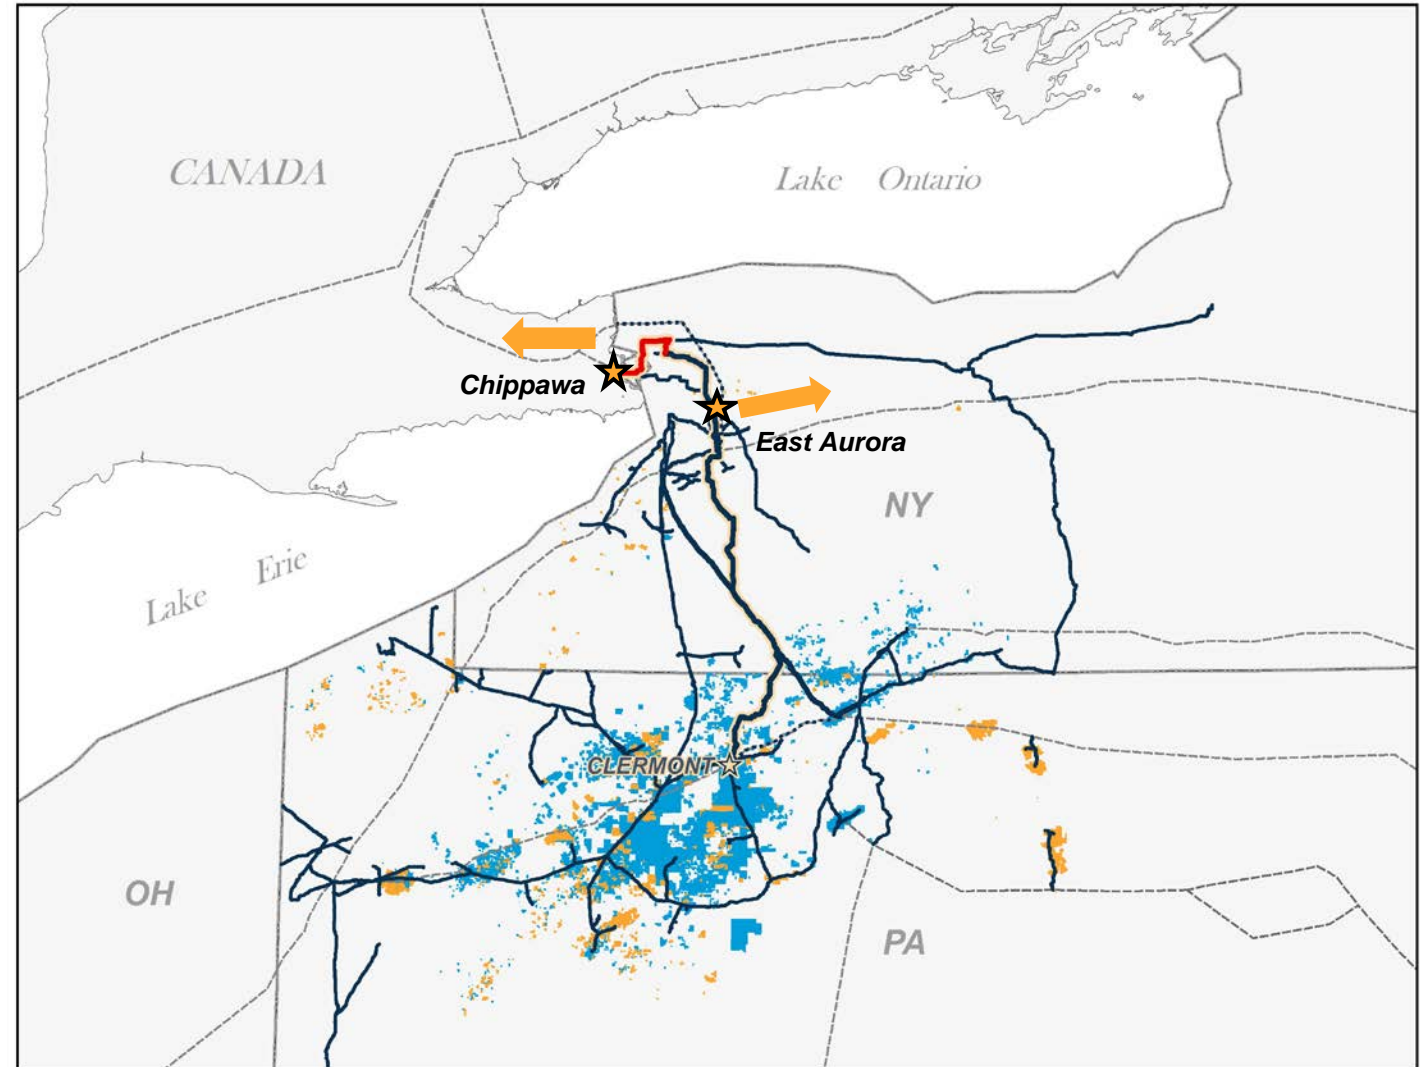 CANADA
Lake Ontario
Chippawa
East Aurora
NY
Lake Erie
CLERMONT
OH
PA